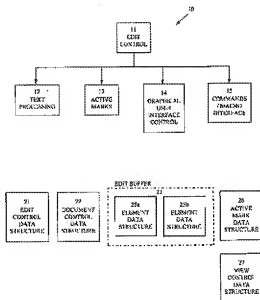 10
11
EDIT
CONTROL
12
TEXT
PROCESSING
13
ACTIVE
MARKS
14
GRAPHICAL
USER
INTERFACE
CONTROL
15
COMMANDS
/MACRO
INTERFACE
EDIT BUFFER
23
21
EDIT
CONTROL
DATA
STRUCTURE
22
DOCUMENT
CONTROL
DATA
STRUCTURE
25a
ELEMENT
DATA
STRUCTURE
25b
ELEMENT
DATA
STRUCTURE
26
ACTIVE
MARK DATA
STRUCTURE
27
VIEW
CONTROL
DATA
STRUCTURE